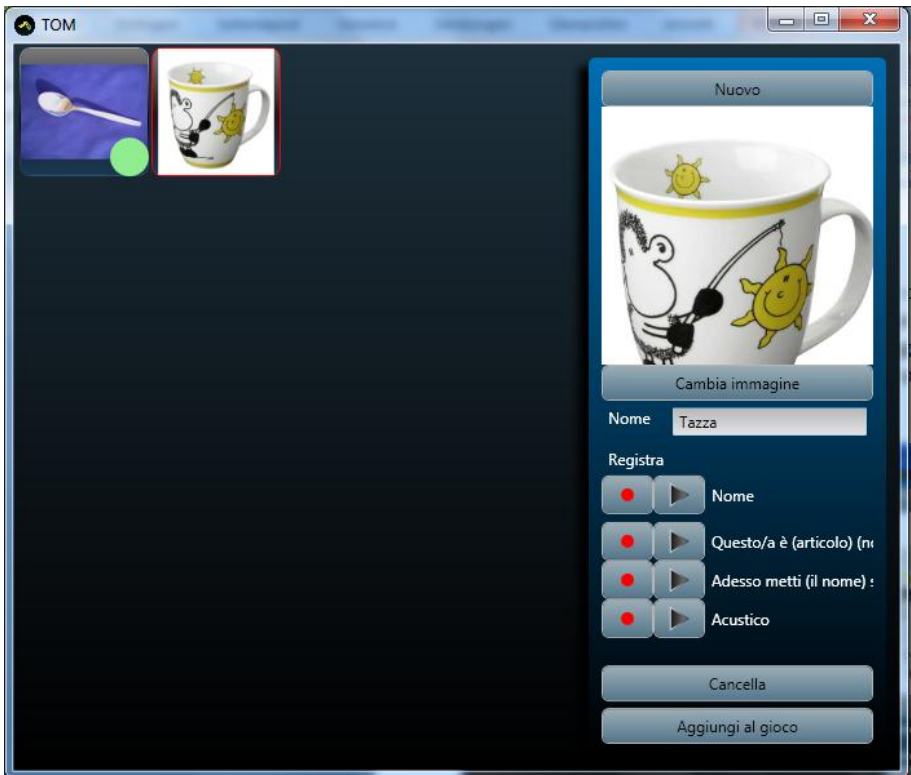 TOM
Nuovo
Cambia immagine
Nome
Tazza
Registra
Nome
Questo/a è (articolo) (no
Adesso metti (il nome) s
Acustico
Cancella
Aggiungi al gioco